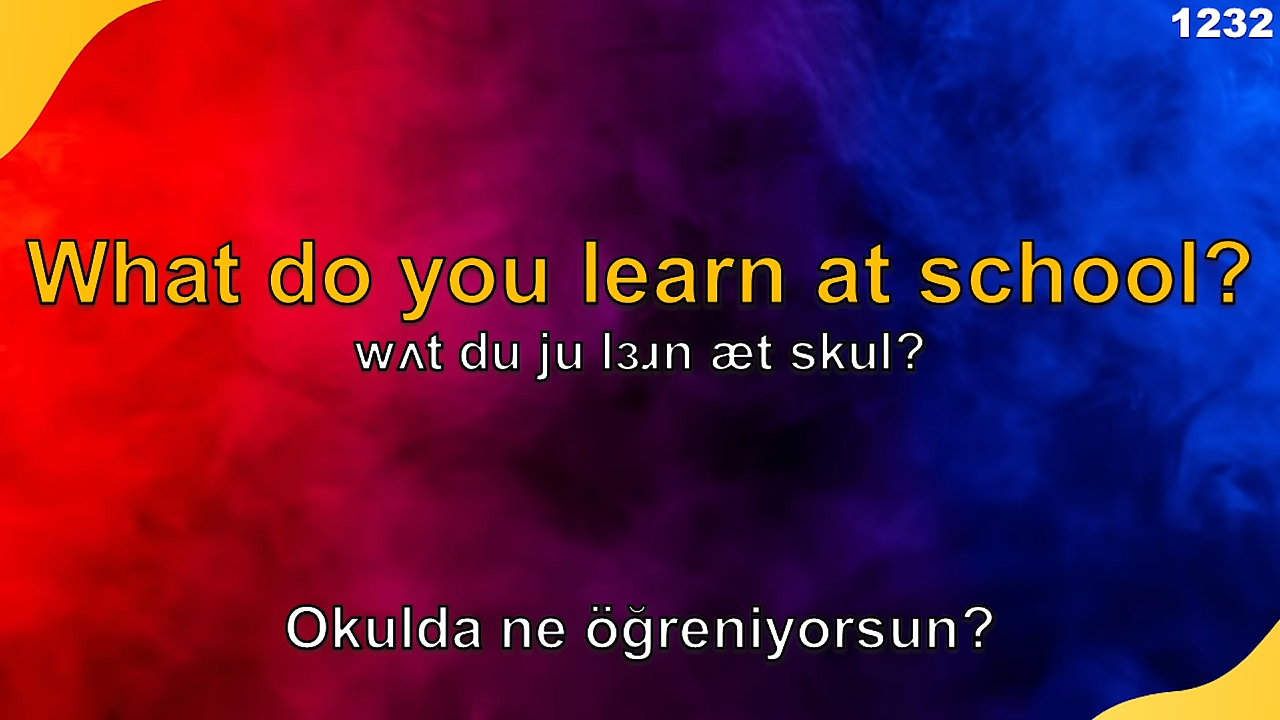 1232
What do you learn at school?
wʌt du ju lɜɹn æt skul?
Okulda ne öğreniyorsun?